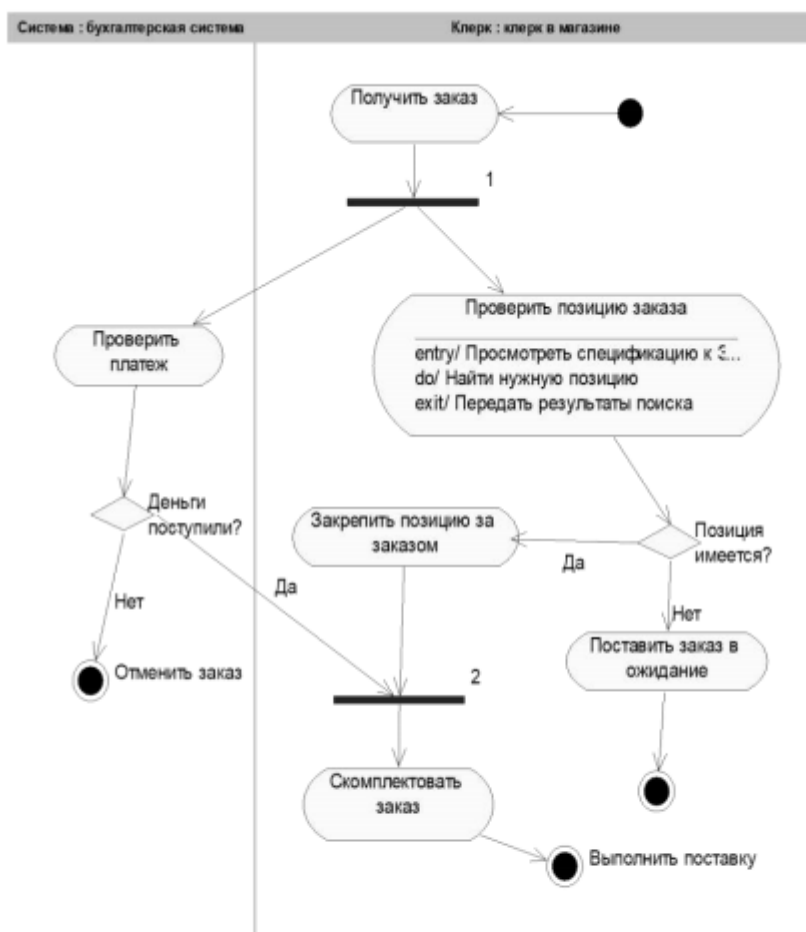 Система : бухгалтерская система
Клерк : клерк в магазине
Получить заказ
1
Проверить позицию заказа
entry/ Просмотреть спецификацию к З...
do/ Найти нужную позицию
exit/ Передать результаты поиска
Проверить
платеж
Деньги
поступили?
Закрепить позицию за
заказом
Позиция
имеется?
Да
Да
Нет
Нет
Поставить заказ в
ожидание
Отменить заказ
2
Скомплектовать
заказ
Выполнить поставку